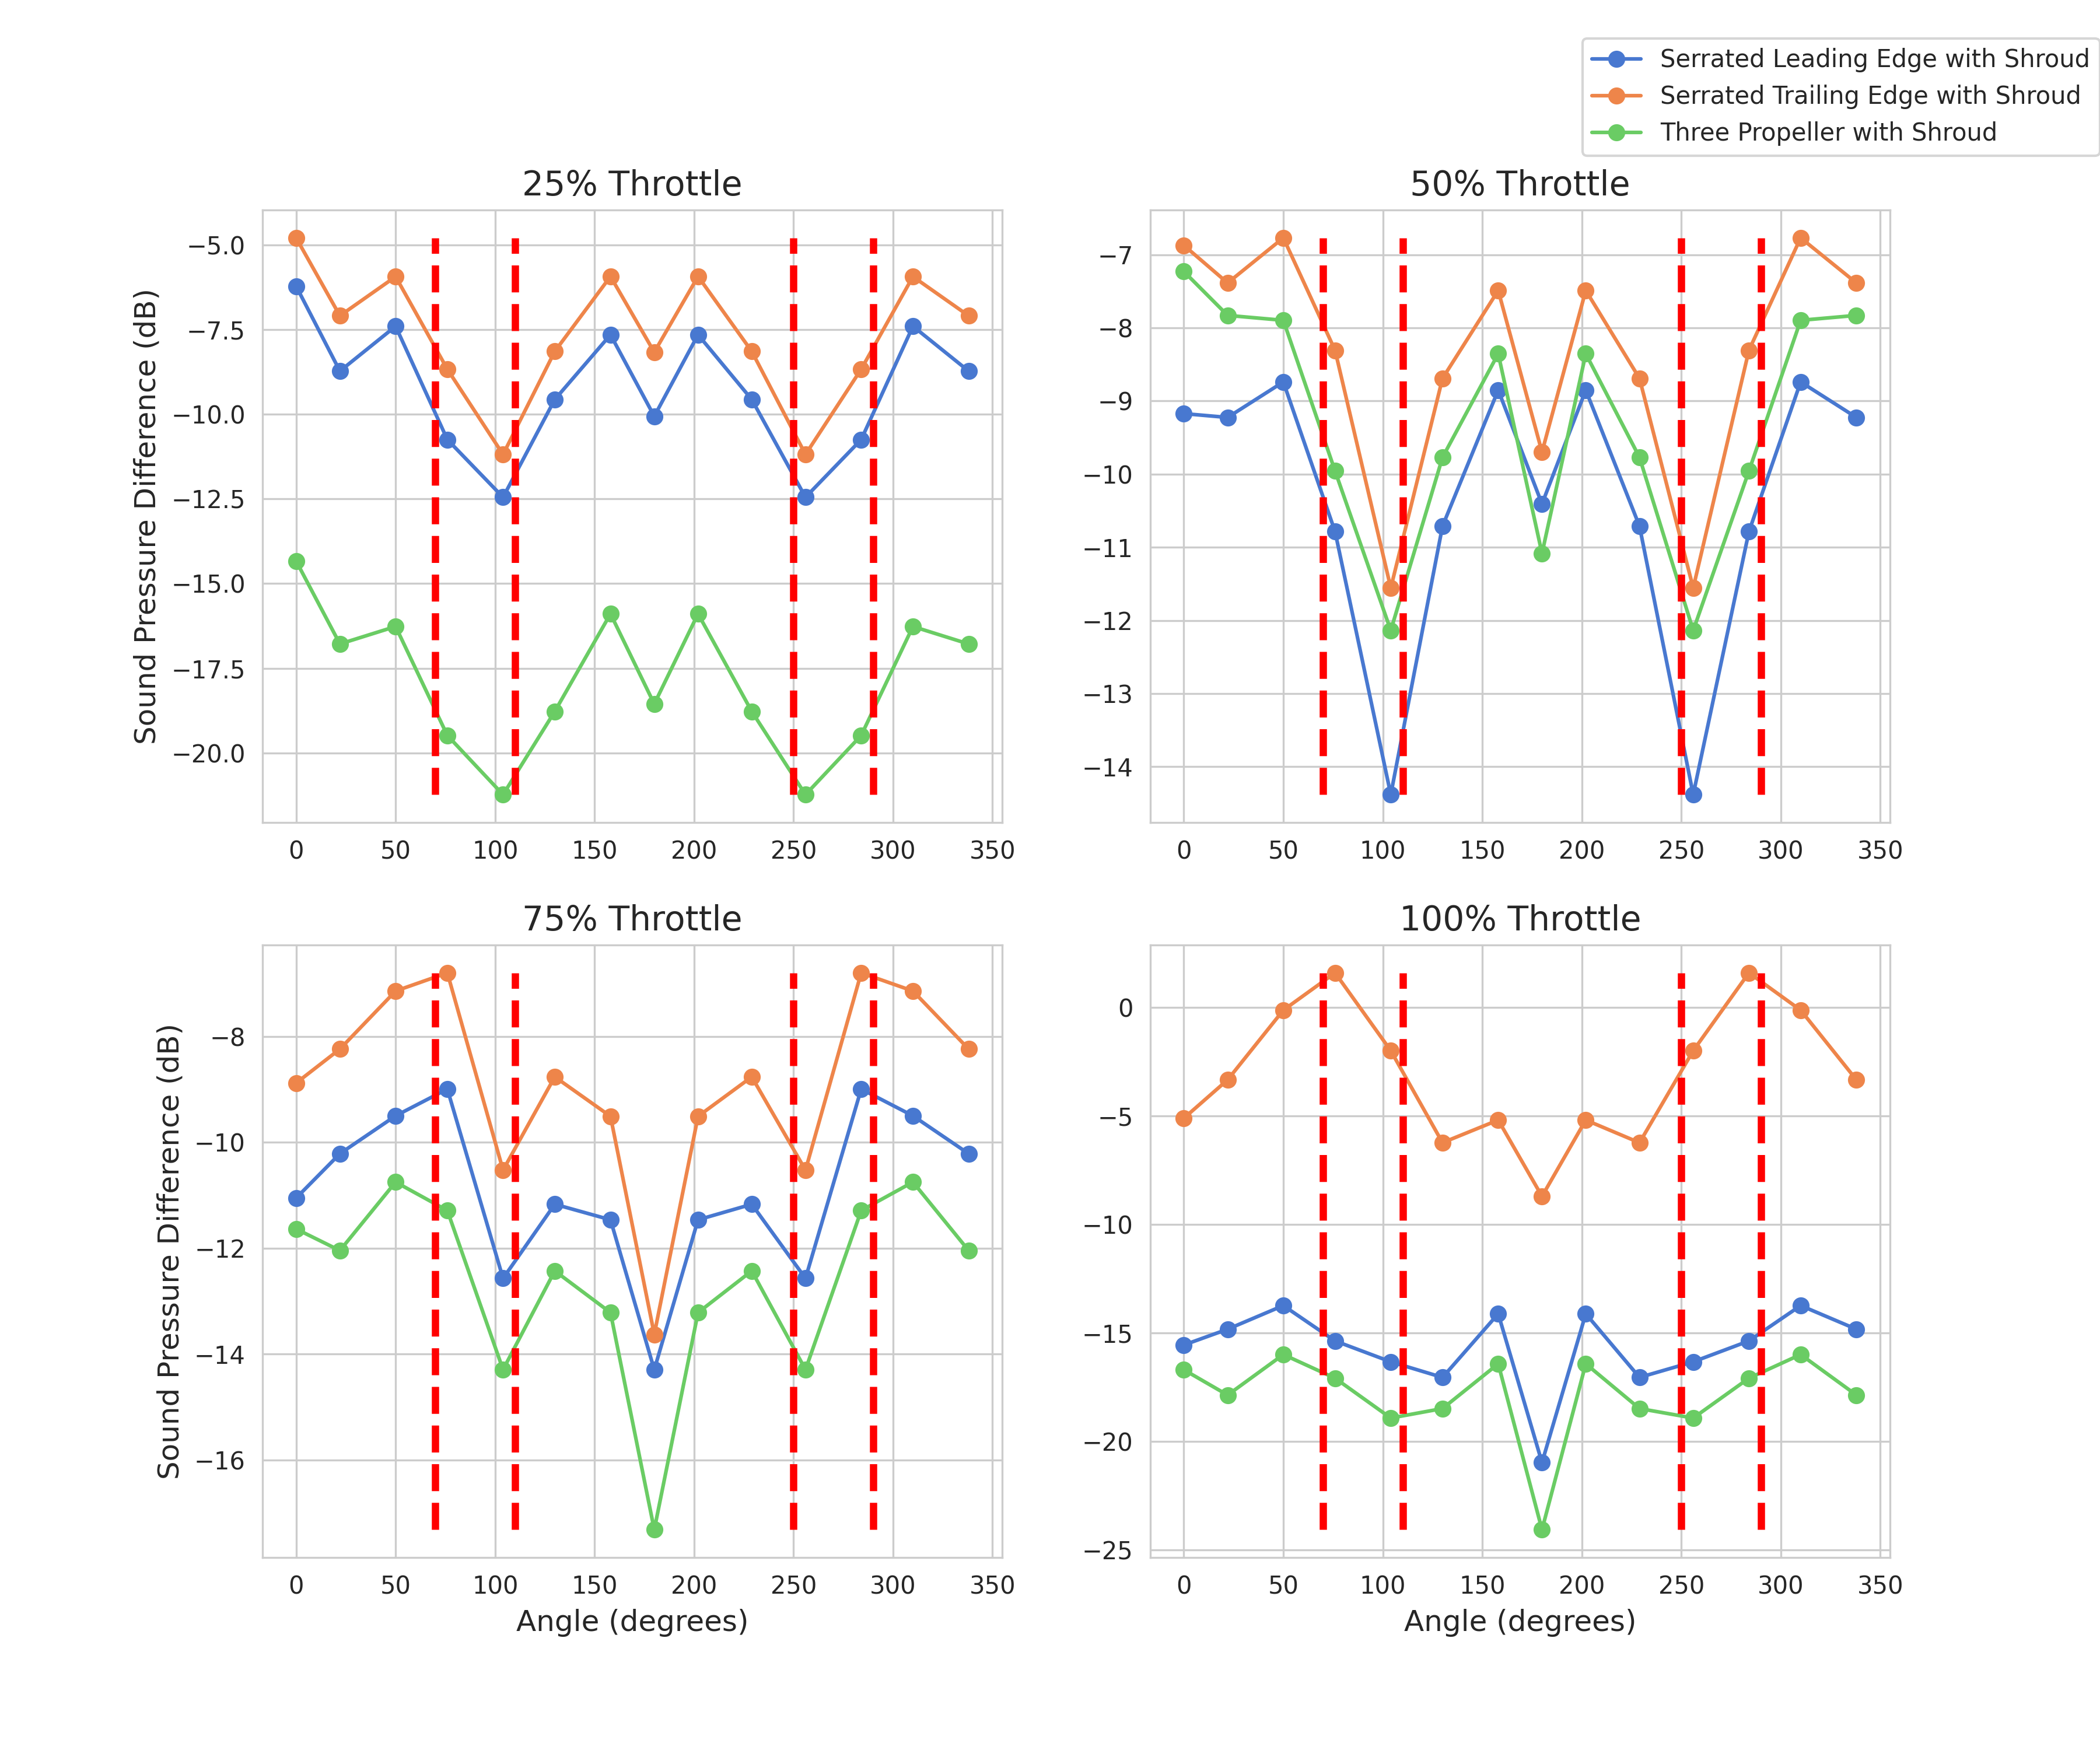 Serrated Leading Edge with Shroud
Serrated Trailing Edge with Shroud
Three Propeller with Shroud
25% Throttle
−5.0
−7.5
−10.0
−12.5
−15.0
−17.5
−20.0
Sound Pressure Difference (dB)
0 50 100 150 200 250 300 350
50% Throttle
−7
−8
−9
−10
−11
−12
−13
−14
0 50 100 150 200 250 300 350
75% Throttle
−8
−10
−12
−14
−16
Sound Pressure Difference (dB)
0 50 100 150 200 250 300 350
Angle (degrees)
100% Throttle
0
−5
−10
−15
−20
−25
0 50 100 150 200 250 300 350
Angle (degrees)